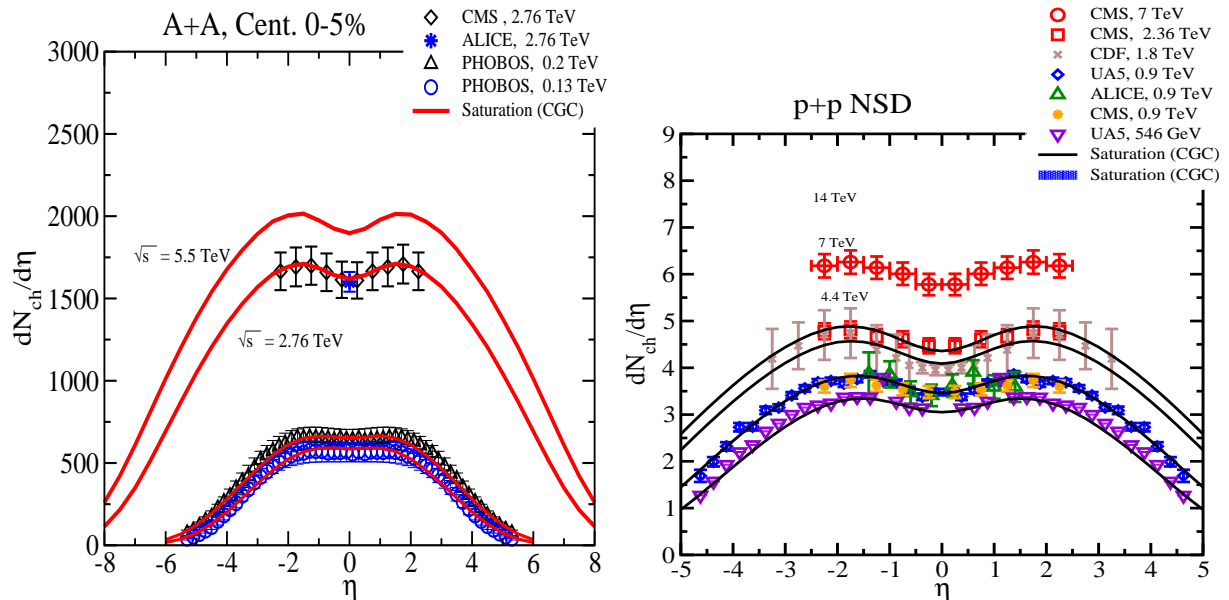 A+A, Cent. 0-5%
CMS , 2.76 TeV
ALICE, 2.76 TeV
PHOBOS, 0.2 TeV
PHOBOS, 0.13 TeV
Saturation (CGC)
3000
2500
2000
1500
1000
500
0
dN_ch/dη
√s = 5.5 TeV
√s = 2.76 TeV
-8 -6 -4 -2 0 2 4 6 8
η
CMS, 7 TeV
CMS, 2.36 TeV
CDF, 1.8 TeV
UA5, 0.9 TeV
ALICE, 0.9 TeV
CMS, 0.9 TeV
UA5, 546 GeV
Saturation (CGC)
Saturation (CGC)
p+p NSD
9
8
7
6
5
4
3
2
1
0
dN_ch/dη
14 TeV
7 TeV
4.4 TeV
-5 -4 -3 -2 -1 0 1 2 3 4 5
η